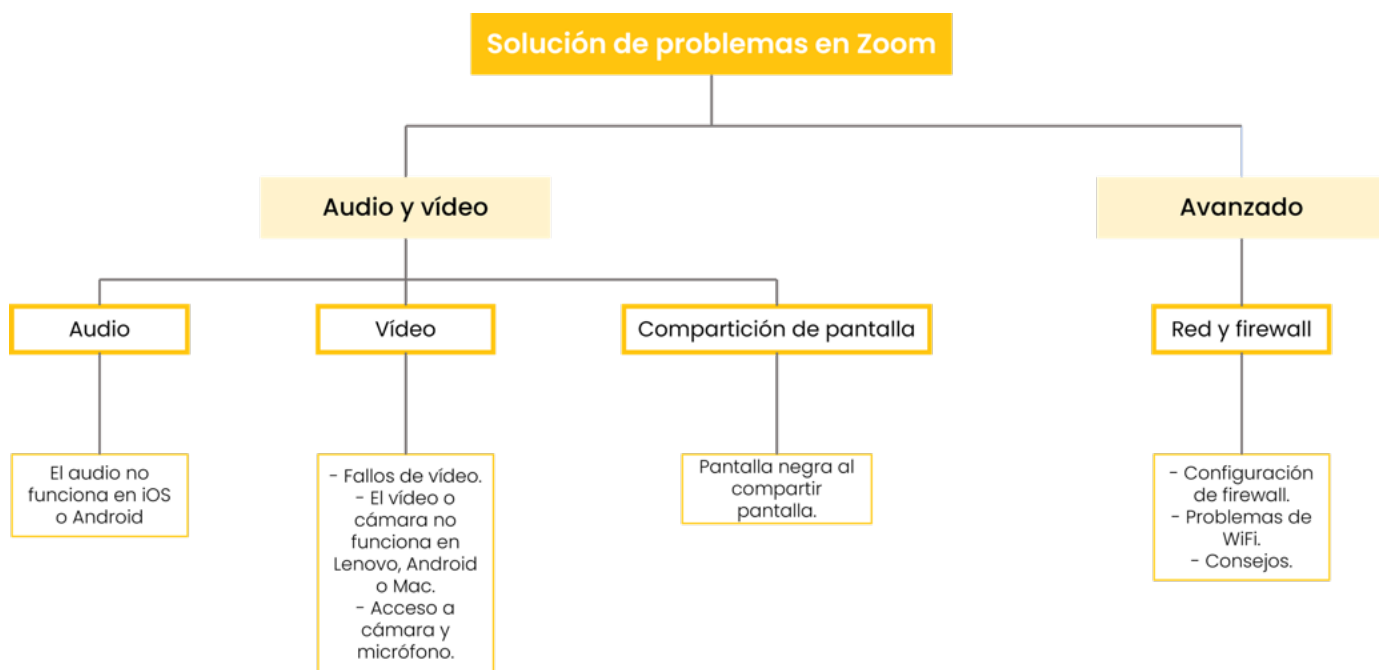 Solución de problemas en Zoom
Audio y vídeo
Avanzado
Audio
Vídeo
Compartición de pantalla
Red y firewall
El audio no
funciona en iOS
o Android
- Fallos de vídeo.
- El vídeo o
cámara no
funciona en
Lenovo, Android
o Mac.
- Acceso a
cámara y
micrófono.
Pantalla negra al
compartir
pantalla.
- Configuración
de firewall.
- Problemas de
WiFi.
- Consejos.